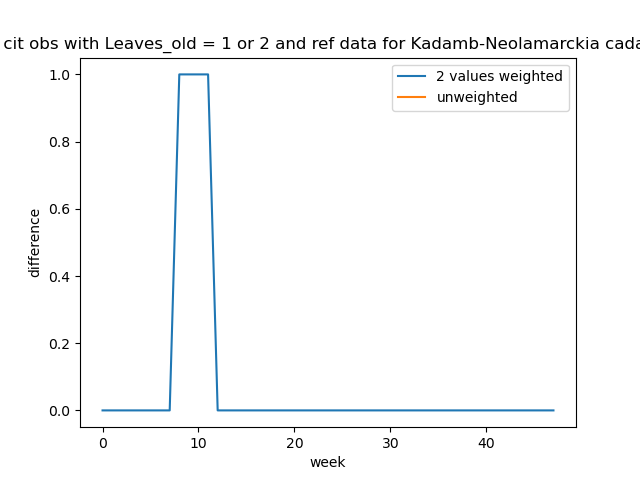 cit obs with Leaves_old = 1 or 2 and ref data for Kadamb-Neolamarckia cada
2 values weighted
unweighted
1.0
0.8
0.6
0.4
0.2
0.0
difference
0 10 20 30 40
week